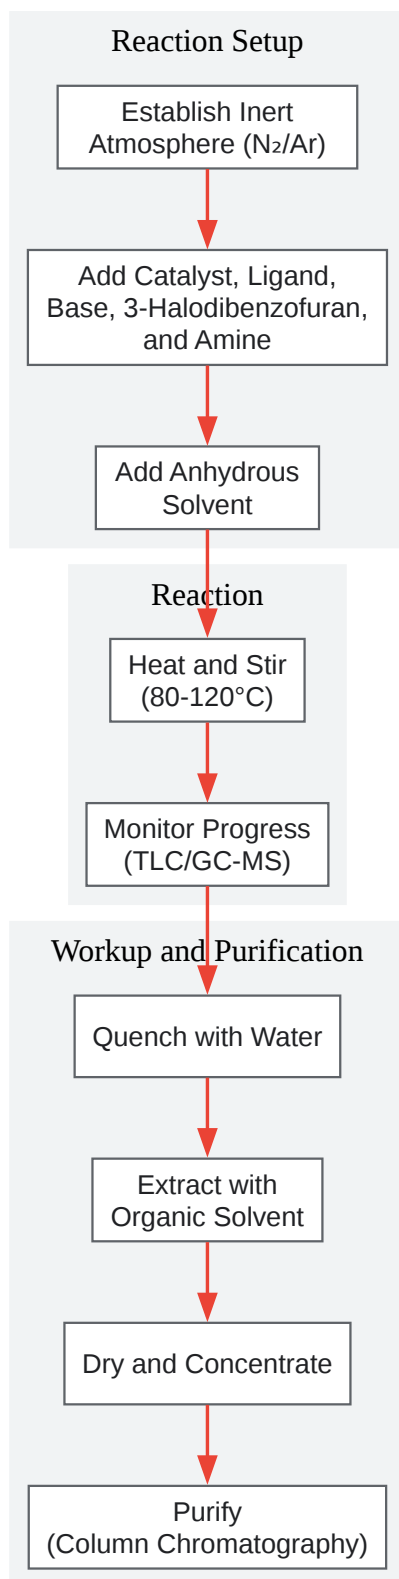 Reaction Setup
Establish Inert
Atmosphere (N₂/Ar)
Add Catalyst, Ligand,
Base, 3-Halodibenzofuran,
and Amine
Add Anhydrous
Solvent
Reaction
Heat and Stir
(80-120°C)
Monitor Progress
(TLC/GC-MS)
Workup and Purification
Quench with Water
Extract with
Organic Solvent
Dry and Concentrate
Purify
(Column Chromatography)